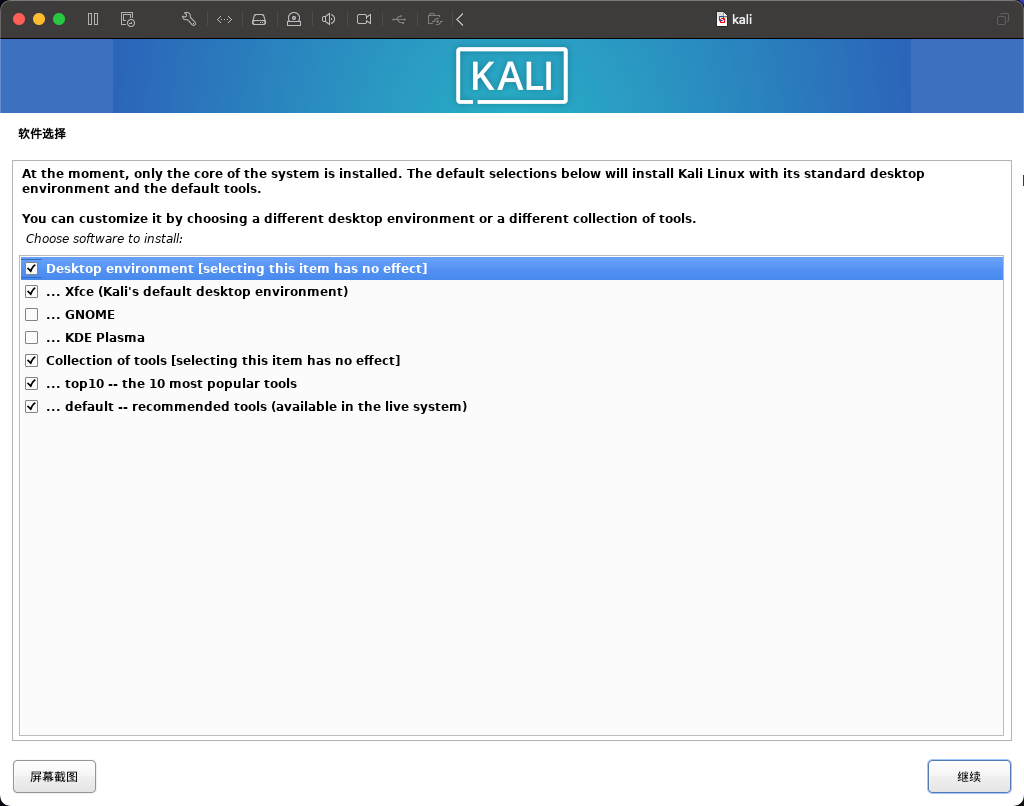 kali
KALI
软件选择
At the moment, only the core of the system is installed. The default selections below will install Kali Linux with its standard desktop
environment and the default tools.
You can customize it by choosing a different desktop environment or a different collection of tools.
Choose software to install:
Desktop environment [selecting this item has no effect]
... Xfce (Kali's default desktop environment)
... GNOME
... KDE Plasma
Collection of tools [selecting this item has no effect]
... top10 -- the 10 most popular tools
... default -- recommended tools (available in the live system)
屏幕截图
继续